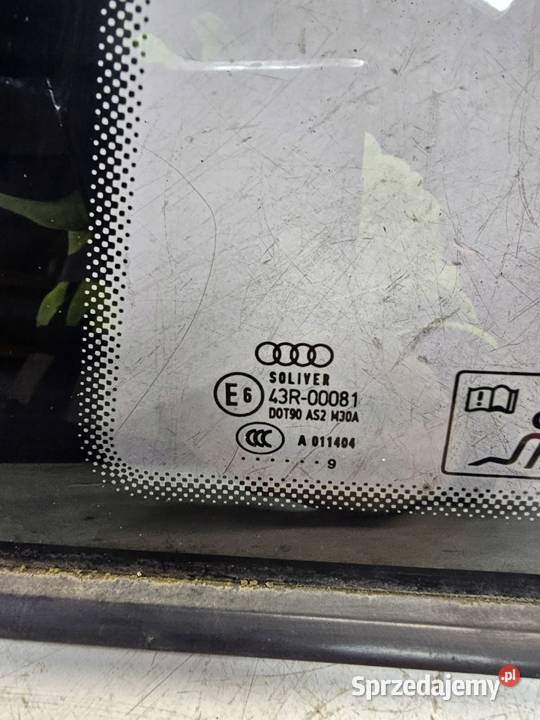 SOLIVER
E6 43R-00081
DOT90 AS2 M30A
CCC A 011404
...... 9
Sprzedajemy.pl